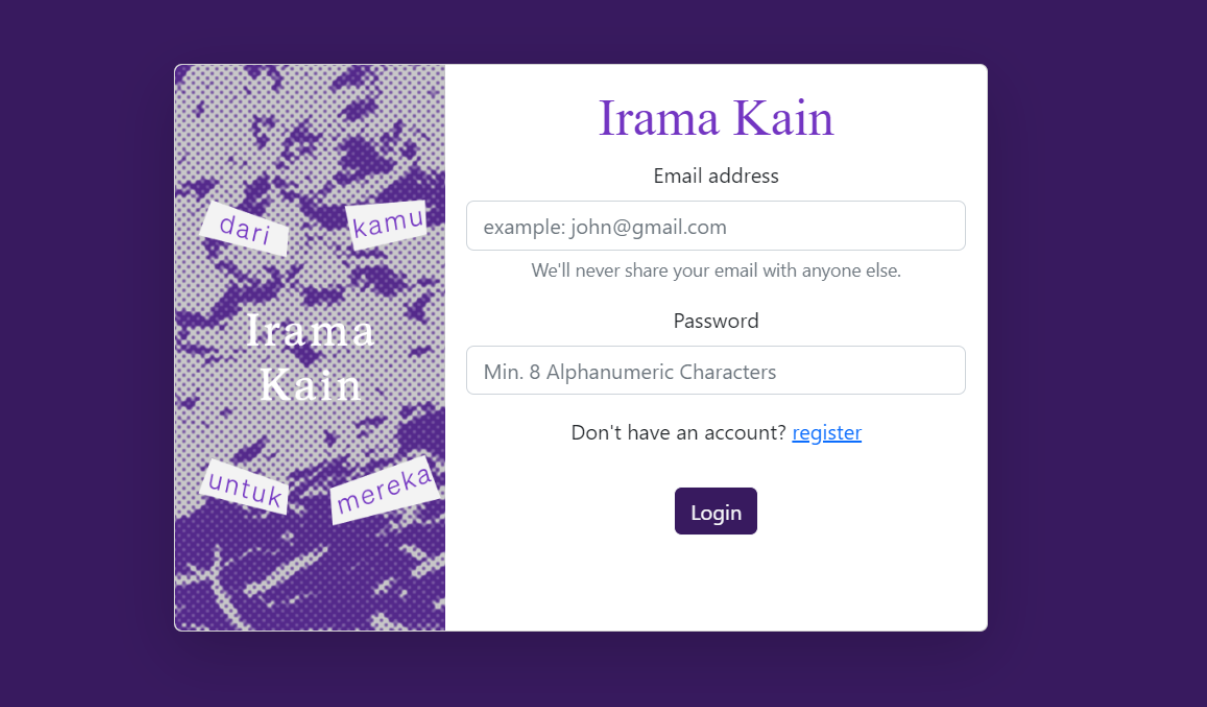 dari
kamu
Irama
Kain
untuk
mereka
Irama Kain
Email address
example: john@gmail.com
We'll never share your email with anyone else.
Password
Min. 8 Alphanumeric Characters
Don't have an account? register
Login